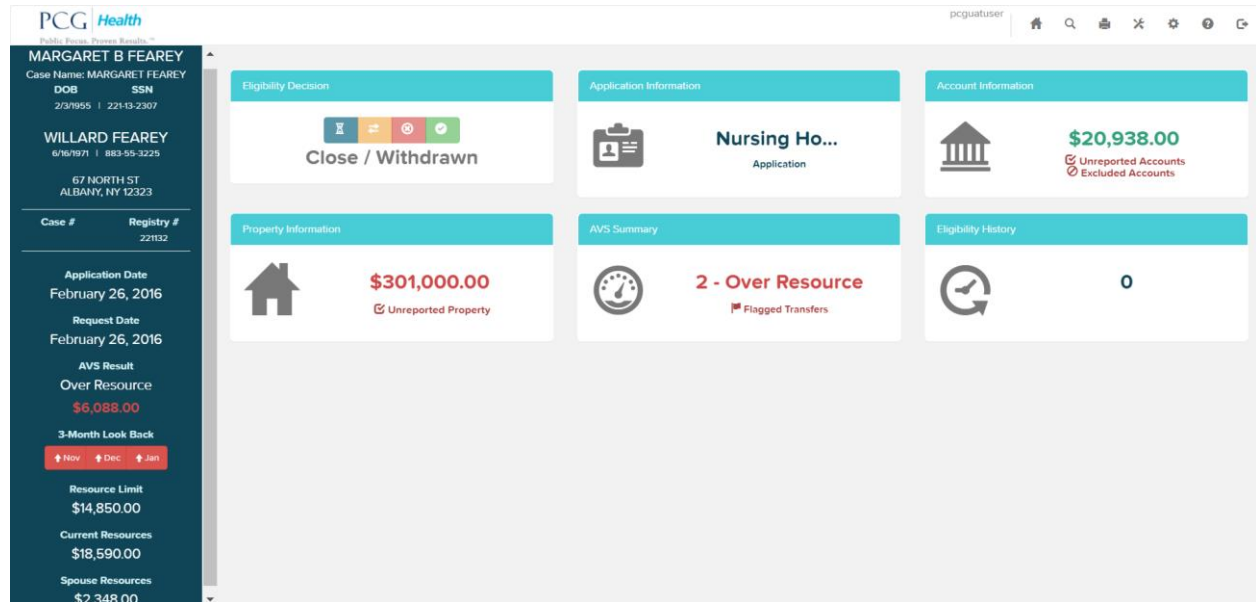 PCG Health
Public Focus. Proven Results.™
pcguatuser
MARGARET B FEAREY
Case Name: MARGARET FEAREY
DOB SSN
2/3/1955 | 221-13-2307
WILLARD FEAREY
6/16/1971 | 883-55-3225
67 NORTH ST
ALBANY, NY 12323
Case # Registry #
221132
Application Date
February 26, 2016
Request Date
February 26, 2016
AVS Result
Over Resource
$6,088.00
3-Month Look Back
Nov Dec Jan
Resource Limit
$14,850.00
Current Resources
$18,590.00
Spouse Resources
$2,348.00
Eligibility Decision
Close / Withdrawn
Application Information
Nursing Ho...
Application
Account Information
$20,938.00
Unreported Accounts
Excluded Accounts
Property Information
$301,000.00
Unreported Property
AVS Summary
2 - Over Resource
Flagged Transfers
Eligibility History
0